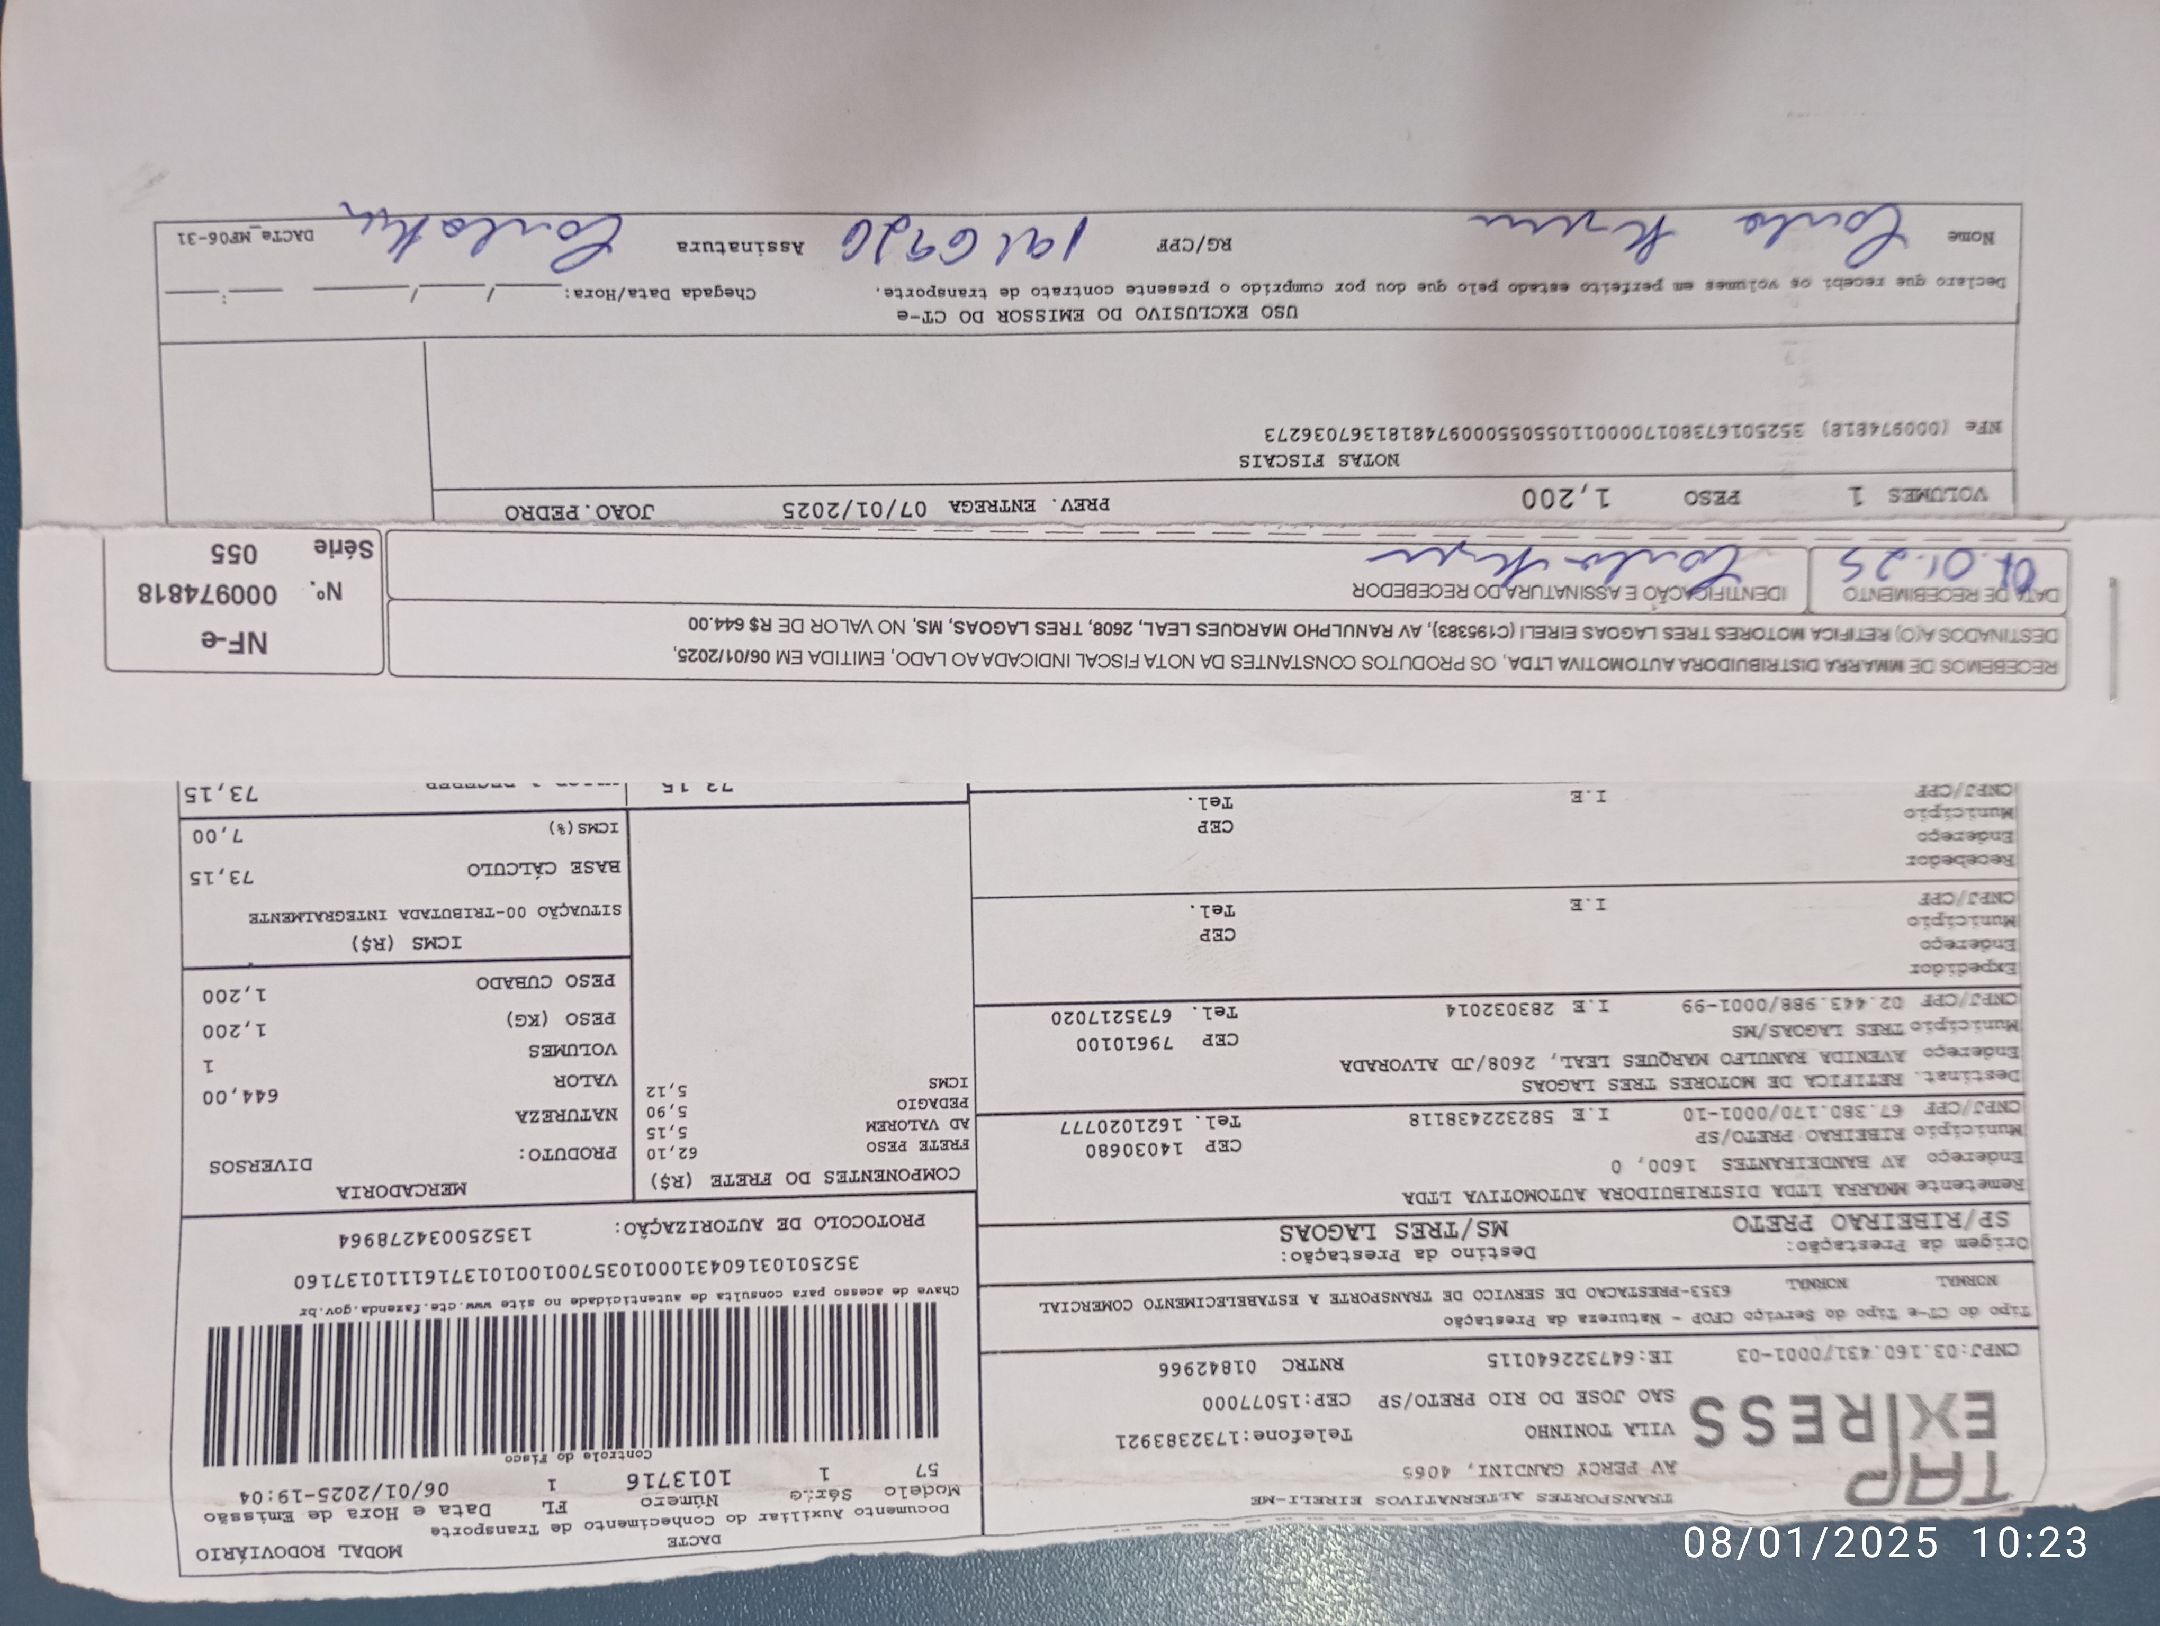 TAP
EXPRESS
TRANSPORTES ALTERNATIVOS EIRELI-ME
AV PERCY GANDINI, 4065
VILA TONINHO Telefone:1732383921
SAO JOSE DO RIO PRETO/SP CEP:15077000
CNPJ:03.160.431/0001-03 IE:647322640115 RNTRC 01842966
DACTE
Documento Auxiliar do Conhecimento de Transporte
MODAL RODOVIÁRIO
Modelo Série Número FL Data e Hora de Emissão
57 1 1013716 1 06/01/2025-19:04
Controle do Fisco
Chave de acesso para consulta de autenticidade no site www.cte.fazenda.gov.br
35250103160431000103570010010137161110137160
PROTOCOLO DE AUTORIZAÇÃO: 135250034278964
Tipo do CT-e Tipo do Serviço CFOP - Natureza da Prestação
NORMAL NORMAL 6353-PRESTACAO DE SERVICO DE TRANSPORTE A ESTABELECIMENTO COMERCIAL
Origem da Prestação: Destino da Prestação:
SP/RIBEIRAO PRETO MS/TRES LAGOAS
Remetente MMARRA LTDA DISTRIBUIDORA AUTOMOTIVA LTDA
Endereço AV BANDEIRANTES 1600, 0
Município RIBEIRAO PRETO/SP CEP 14030680
CNPJ/CPF 67.380.170/0001-10 I.E 582322438118 Tel. 1621020777
Destinat. RETIFICA DE MOTORES TRES LAGOAS
Endereço AVENIDA RANULFO MARQUES LEAL, 2608/JD ALVORADA
Município TRES LAGOAS/MS CEP 79610100
CNPJ/CPF 02.443.988/0001-99 I.E 283032014 Tel. 6735217020
Expedidor
Endereço
Município CEP
CNPJ/CPF I.E Tel.
Recebedor
Endereço
Município CEP
CNPJ/CPF I.E Tel.
COMPONENTES DO FRETE (R$)
FRETE PESO 62,10
AD VALOREM 5,15
PEDAGIO 5,90
ICMS 5,12
73,15
MERCADORIA
PRODUTO: DIVERSOS
NATUREZA
VALOR 644,00
VOLUMES 1
PESO (KG) 1,200
PESO CUBADO 1,200
ICMS (R$)
SITUAÇÃO 00-TRIBUTADA INTEGRALMENTE
BASE CÁLCULO 73,15
ICMS(%) 7,00
73,15
RECEBEMOS DE MMARRA DISTRIBUIDORA AUTOMOTIVA LTDA, OS PRODUTOS CONSTANTES DA NOTA FISCAL INDICADA AO LADO, EMITIDA EM 06/01/2025,
DESTINADOS A(O) RETIFICA MOTORES TRES LAGOAS EIRELI (C195383), AV RANULPHO MARQUES LEAL, 2608, TRES LAGOAS, MS, NO VALOR DE R$ 644.00
DATA DE RECEBIMENTO IDENTIFICAÇÃO E ASSINATURA DO RECEBEDOR
NF-e
Nº. 000974818
Série 055
VOLUMES 1 PESO 1,200 PREV. ENTREGA 07/01/2025 JOAO.PEDRO
NOTAS FISCAIS
NFe (000974818) 35250167380170000110550550009748181367036273
USO EXCLUSIVO DO EMISSOR DO CT-e
Declaro que recebi os volumes em perfeito estado pelo que dou por cumprido o presente contrato de transporte. Chegada Data/Hora:____/____/____ ___:___
Nome RG/CPF Assinatura DACTe_MF06-31
08/01/2025 10:23